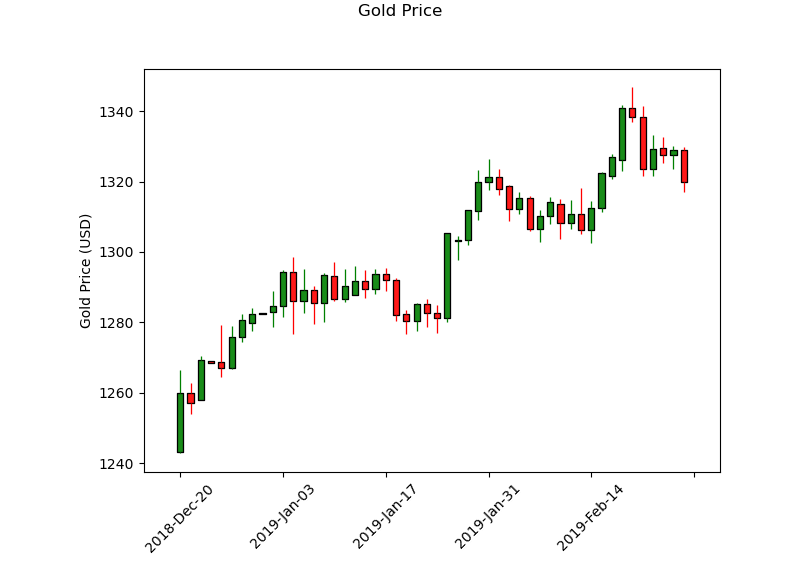 Gold Price
Gold Price (USD)
1340
1320
1300
1280
1260
1240
2018-Dec-20
2019-Jan-03
2019-Jan-17
2019-Jan-31
2019-Feb-14